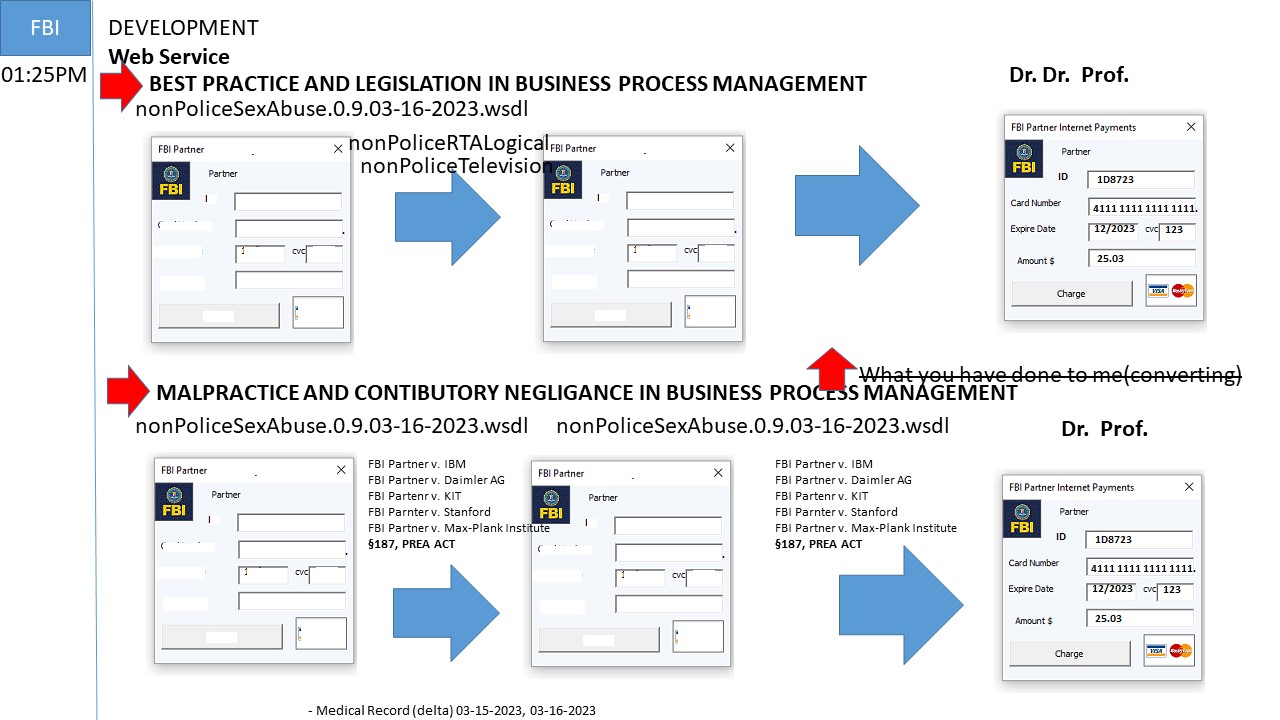 FBI
01:25PM
DEVELOPMENT
Web Service
BEST PRACTICE AND LEGISLATION IN BUSINESS PROCESS MANAGEMENT
nonPoliceSexAbuse.0.9.03-16-2023.wsdl
Dr. Dr. Prof.
nonPoliceRTALogical
nonPoliceTelevision
FBI Partner
Partner
FBI
cvc
FBI Partner
Partner
FBI
cvc
FBI Partner Internet Payments
Partner
FBI
ID 1D8723
Card Number 4111 1111 1111 1111.
Expire Date 12/2023 cvc 123
Amount $ 25.03
Charge
VISA MasterCard
What you have done to me(converting)
MALPRACTICE AND CONTIBUTORY NEGLIGANCE IN BUSINESS PROCESS MANAGEMENT
nonPoliceSexAbuse.0.9.03-16-2023.wsdl
nonPoliceSexAbuse.0.9.03-16-2023.wsdl
Dr. Prof.
FBI Partner
Partner
FBI
cvc
FBI Partner v. IBM
FBI Partner v. Daimler AG
FBI Partenr v. KIT
FBI Parnter v. Stanford
FBI Partner v. Max-Plank Institute
§187, PREA ACT
FBI Partner
Partner
FBI
cvc
FBI Partner v. IBM
FBI Partner v. Daimler AG
FBI Partenr v. KIT
FBI Parnter v. Stanford
FBI Partner v. Max-Plank Institute
§187, PREA ACT
FBI Partner Internet Payments
Partner
FBI
ID 1D8723
Card Number 4111 1111 1111 1111.
Expire Date 12/2023 cvc 123
Amount $ 25.03
Charge
VISA MasterCard
- Medical Record (delta) 03-15-2023, 03-16-2023